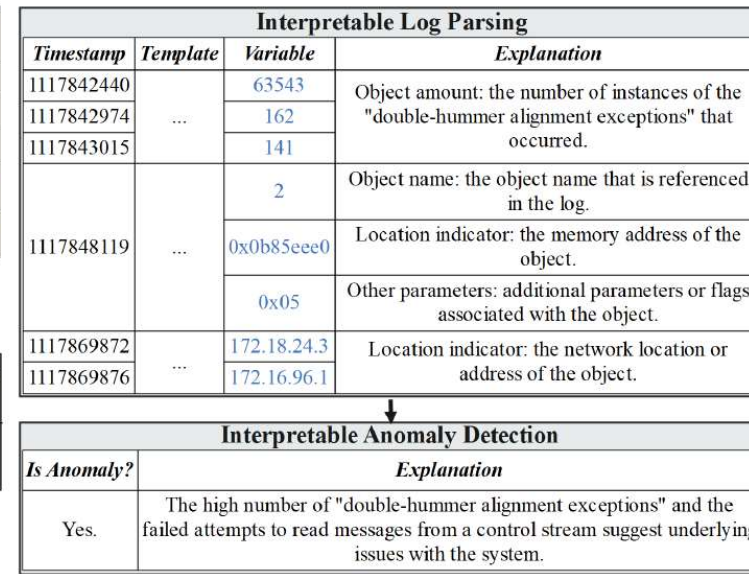 Interpretable Log Parsing
Timestamp Template Variable Explanation
1117842440 63543
1117842974 ... 162
1117843015 141
Object amount: the number of instances of the
"double-hummer alignment exceptions" that
occurred.
1117848119 ...
2
Object name: the object name that is referenced
in the log.
0x0b85eee0
Location indicator: the memory address of the
object.
0x05
Other parameters: additional parameters or flags
associated with the object.
1117869872 ... 172.18.24.3
1117869876 172.16.96.1
Location indicator: the network location or
address of the object.
Interpretable Anomaly Detection
Is Anomaly? Explanation
Yes.
The high number of "double-hummer alignment exceptions" and the
failed attempts to read messages from a control stream suggest underlying
issues with the system.